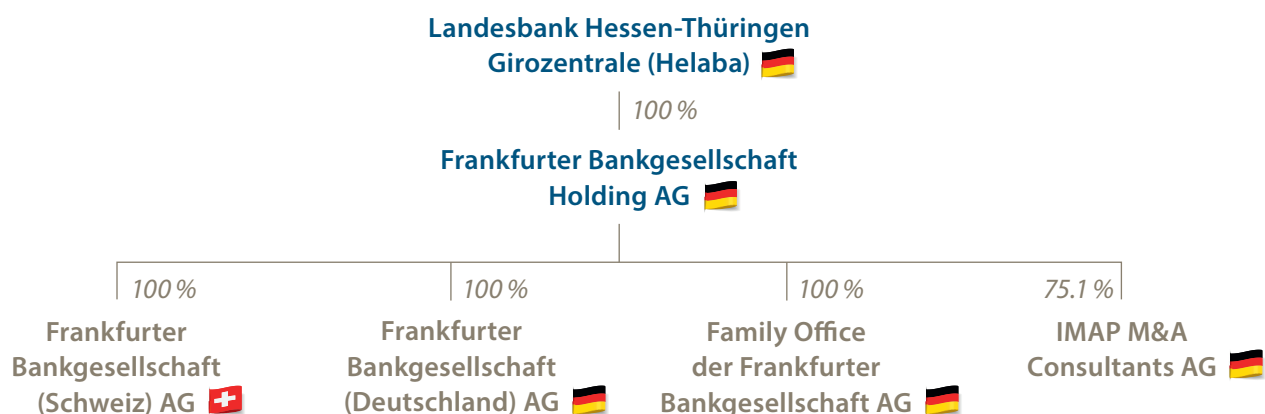 Landesbank Hessen-Thüringen
Girozentrale (Helaba)
100 %
Frankfurter Bankgesellschaft
Holding AG
100 %
100 %
100 %
75.1 %
Frankfurter
Bankgesellschaft
(Schweiz) AG
Frankfurter
Bankgesellschaft
(Deutschland) AG
Family Office
der Frankfurter
Bankgesellschaft AG
IMAP M&A
Consultants AG